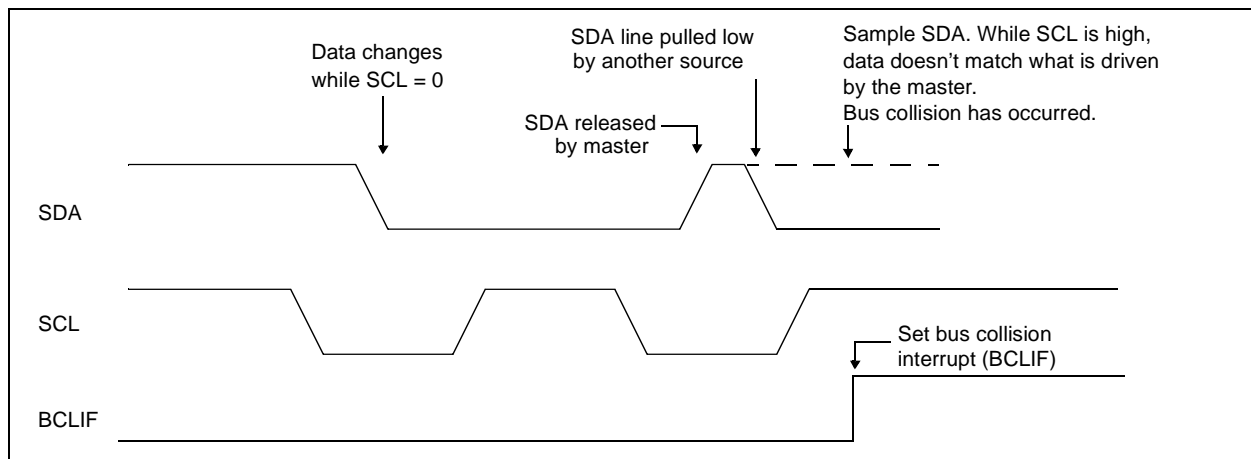 Data changes
while SCL = 0
SDA line pulled low
by another source
Sample SDA. While SCL is high,
data doesn't match what is driven
by the master.
Bus collision has occurred.
SDA released
by master
SDA
SCL
Set bus collision
interrupt (BCLIF)
BCLIF